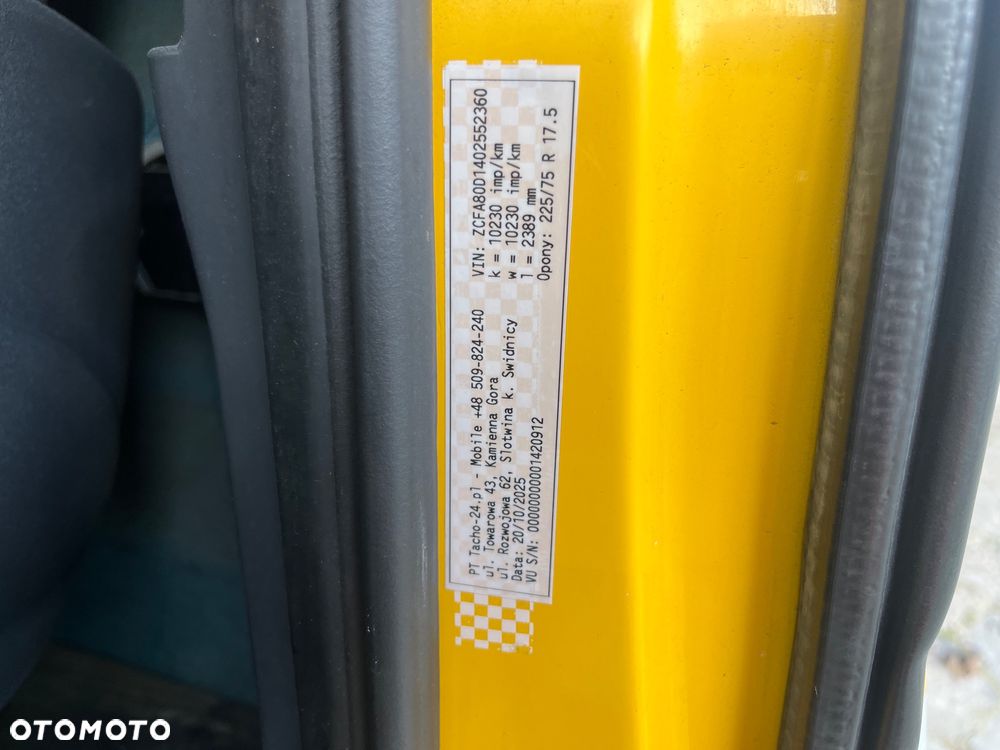 PT Tacho-24.pl - Mobile +48 509-824-240
ul. Towarowa 43, Kamienna Gora
ul. Rozwojowa 62, Slotwina k. Swidnicy
Data: 20/10/2025
VU S/N: 0000000001420912
VIN: ZCFA80D1402552360
k = 10230 imp/km
w = 10230 imp/km
l = 2389 mm
Opony: 225/75 R 17.5
OTOMOTO